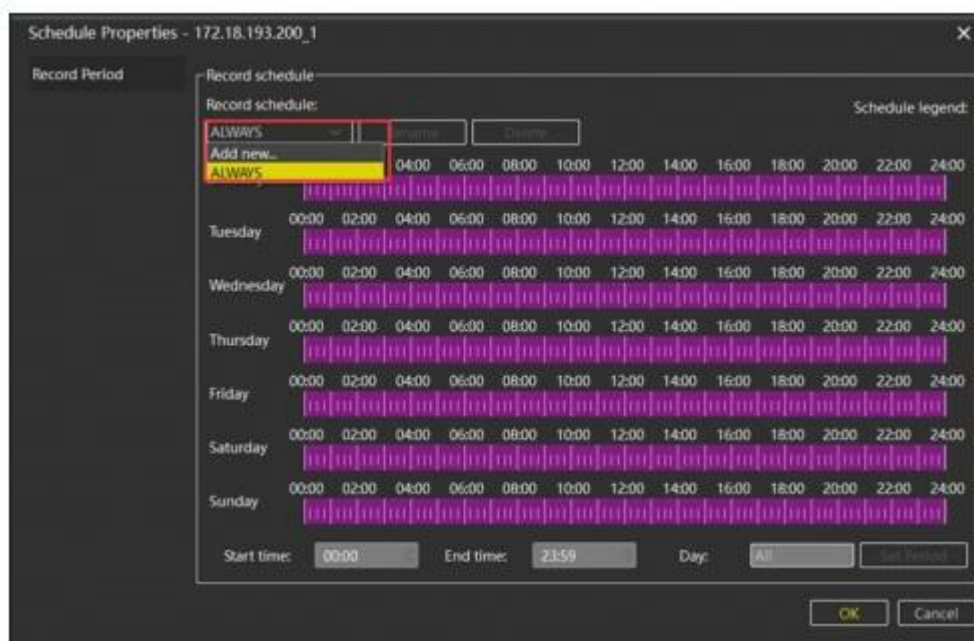 Schedule Properties - 172.18.193.200_1
Record Period
Record schedule
Record schedule:
Schedule legend:
ALWAYS
Delete
Add new...
ALWAYS
04:00 06:00 08:00 10:00 12:00 14:00 16:00 18:00 20:00 22:00 24:00
00:00 02:00 04:00 06:00 08:00 10:00 12:00 14:00 16:00 18:00 20:00 22:00 24:00
Tuesday
00:00 02:00 04:00 06:00 08:00 10:00 12:00 14:00 16:00 18:00 20:00 22:00 24:00
Wednesday
00:00 02:00 04:00 06:00 08:00 10:00 12:00 14:00 16:00 18:00 20:00 22:00 24:00
Thursday
00:00 02:00 04:00 06:00 08:00 10:00 12:00 14:00 16:00 18:00 20:00 22:00 24:00
Friday
00:00 02:00 04:00 06:00 08:00 10:00 12:00 14:00 16:00 18:00 20:00 22:00 24:00
Saturday
00:00 02:00 04:00 06:00 08:00 10:00 12:00 14:00 16:00 18:00 20:00 22:00 24:00
Sunday
Start time: 00:00 End time: 23:59 Day: All Set Period
OK Cancel